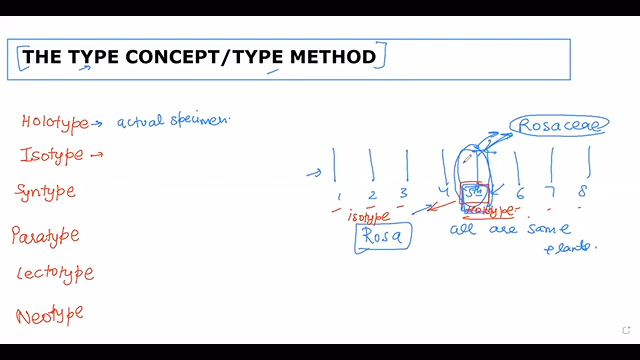 THE TYPE CONCEPT/TYPE METHOD
Holotype → actual specimen.
Isotype →
Syntype
Paratype
Lectotype
Neotype
Rosaceae
1 2 3 4 5th 6 7 8
isotype
Rosa
all are same
plants.